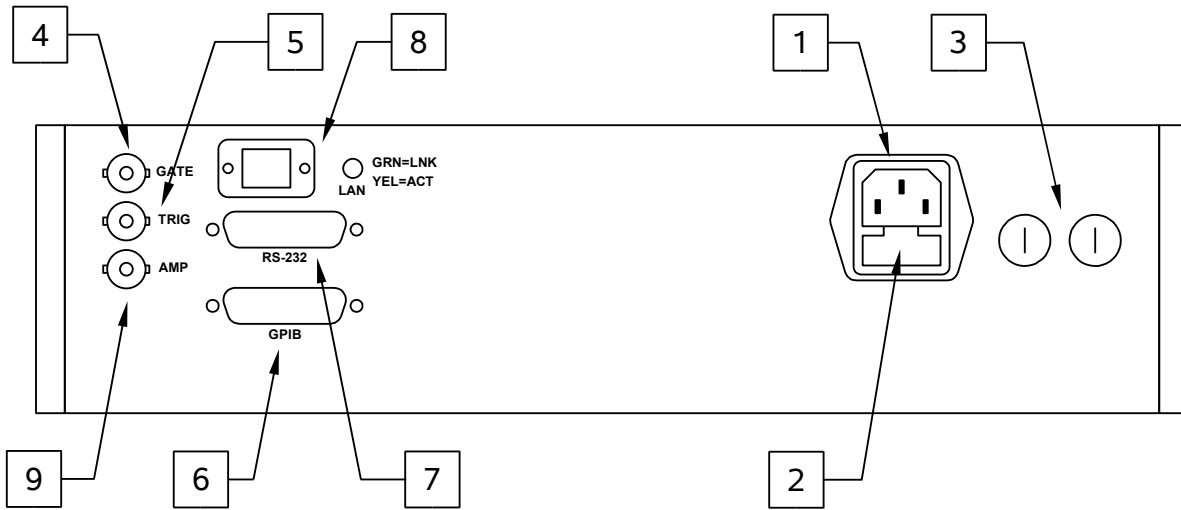 4
5
8
1
3
GATE
GRN=LNK
LAN
YEL=ACT
TRIG
RS-232
AMP
GPIB
9
6
7
2